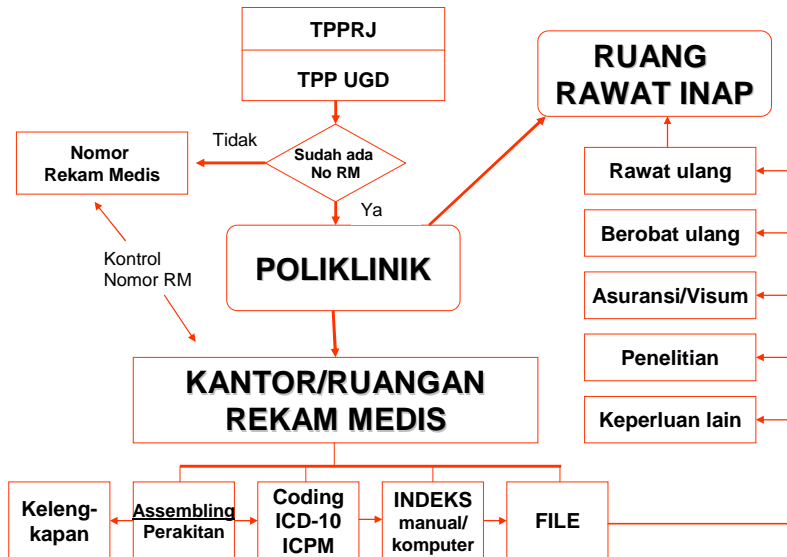 TPPRJ
TPP UGD
RUANG
RAWAT INAP
Tidak
Nomor
Rekam Medis
Sudah ada
No RM
Rawat ulang
Ya
Berobat ulang
Kontrol
Nomor RM
POLIKLINIK
Asuransi/Visum
Penelitian
KANTOR/RUANGAN
REKAM MEDIS
Keperluan lain
Keleng-
kapan
Assembling
Perakitan
Coding
ICD-10
ICPM
INDEKS
manual/
komputer
FILE